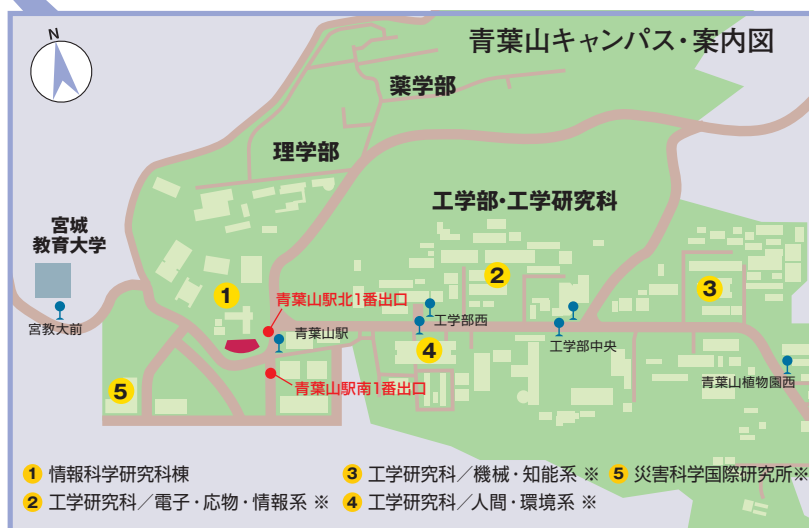 N
青葉山キャンパス・案内図
薬学部
理学部
工学部・工学研究科
宮城
教育大学
宮教大前
1
青葉山駅北1番出口
青葉山駅
青葉山駅南1番出口
2
工学部西
4
工学部中央
3
青葉山植物園西
5
1 情報科学研究科棟
3 工学研究科／機械・知能系 ※
5 災害科学国際研究所※
2 工学研究科／電子・応物・情報系 ※
4 工学研究科／人間・環境系 ※